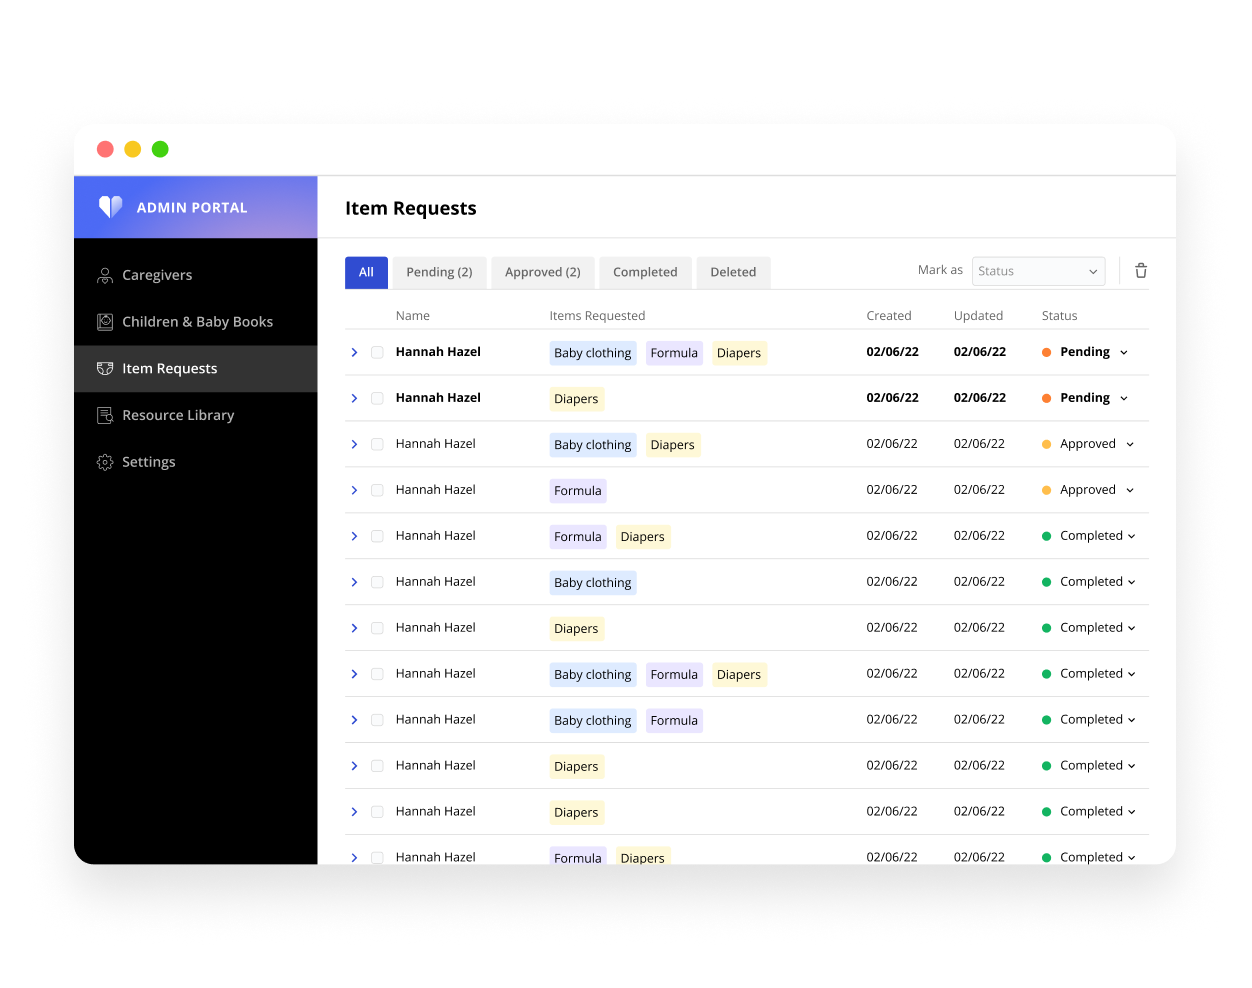 ADMIN PORTAL
Item Requests
Caregivers
Children & Baby Books
Item Requests
Resource Library
Settings
All Pending (2) Approved (2) Completed Deleted Mark as Status
Name Items Requested Created Updated Status
Hannah Hazel Baby clothing Formula Diapers 02/06/22 02/06/22 Pending
Hannah Hazel Diapers 02/06/22 02/06/22 Pending
Hannah Hazel Baby clothing Diapers 02/06/22 02/06/22 Approved
Hannah Hazel Formula 02/06/22 02/06/22 Approved
Hannah Hazel Formula Diapers 02/06/22 02/06/22 Completed
Hannah Hazel Baby clothing 02/06/22 02/06/22 Completed
Hannah Hazel Diapers 02/06/22 02/06/22 Completed
Hannah Hazel Baby clothing Formula Diapers 02/06/22 02/06/22 Completed
Hannah Hazel Baby clothing Formula 02/06/22 02/06/22 Completed
Hannah Hazel Diapers 02/06/22 02/06/22 Completed
Hannah Hazel Diapers 02/06/22 02/06/22 Completed
Hannah Hazel Formula Diapers 02/06/22 02/06/22 Completed